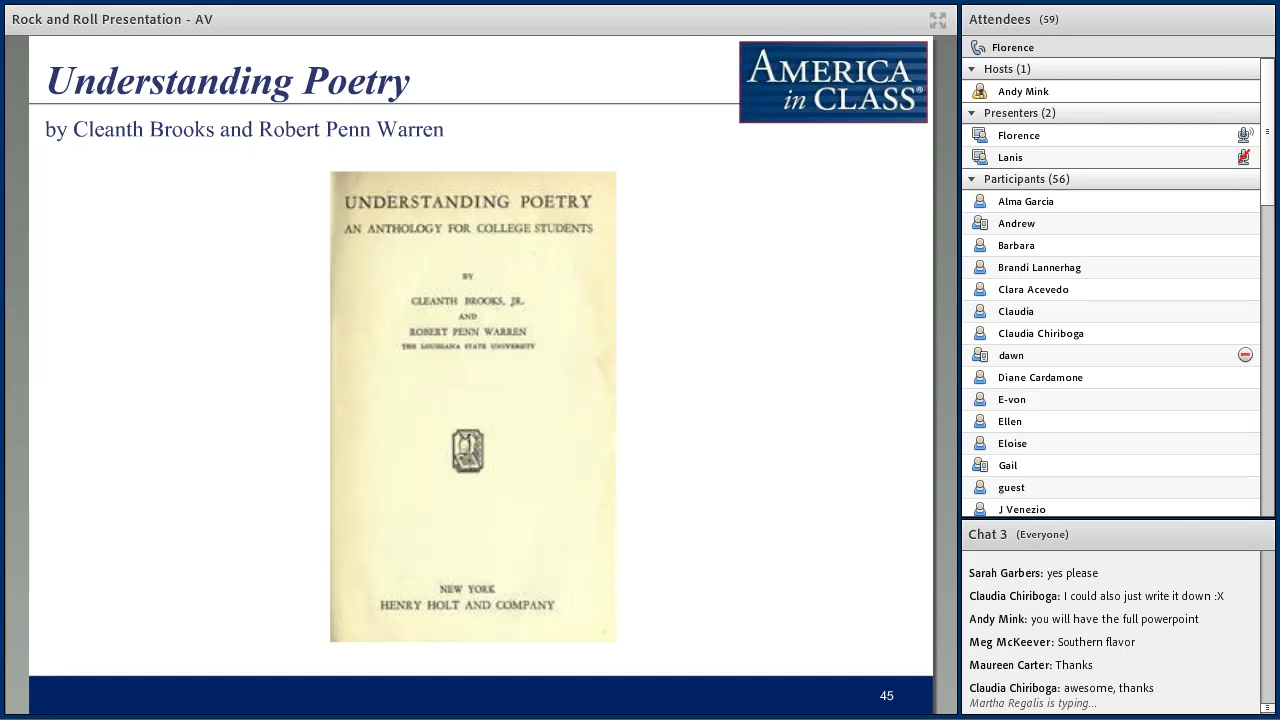 Rock and Roll Presentation - AV
Understanding Poetry
by Cleanth Brooks and Robert Penn Warren
AMERICA
in CLASS®
UNDERSTANDING POETRY
AN ANTHOLOGY FOR COLLEGE STUDENTS
BY
CLEANTH BROOKS, JR.
AND
ROBERT PENN WARREN
THE LOUISIANA STATE UNIVERSITY
NEW YORK
HENRY HOLT AND COMPANY
45
Attendees (59)
Florence
Hosts (1)
Andy Mink
Presenters (2)
Florence
Lanis
Participants (56)
Alma Garcia
Andrew
Barbara
Brandi Lannerhag
Clara Acevedo
Claudia
Claudia Chiriboga
dawn
Diane Cardamone
E-von
Ellen
Eloise
Gail
guest
J Venezio
Chat 3 (Everyone)
Sarah Garbers: yes please
Claudia Chiriboga: I could also just write it down :X
Andy Mink: you will have the full powerpoint
Meg McKeever: Southern flavor
Maureen Carter: Thanks
Claudia Chiriboga: awesome, thanks
Martha Regalis is typing...